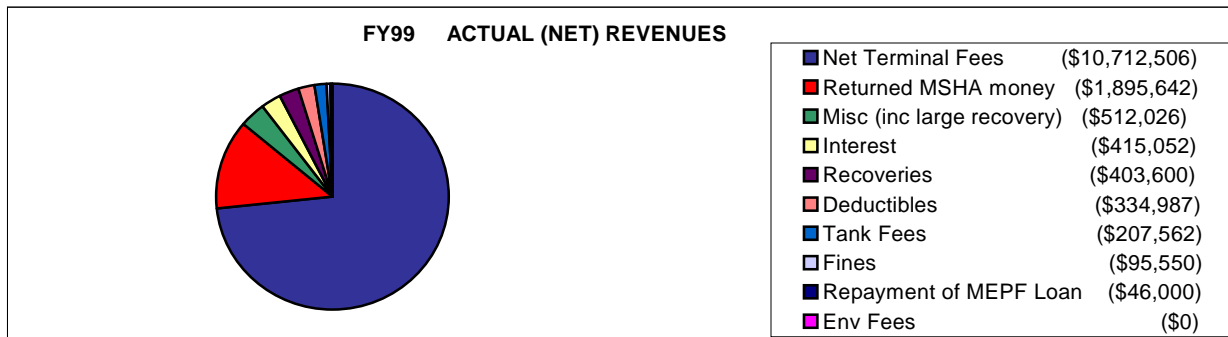 FY99 ACTUAL (NET) REVENUES
Net Terminal Fees ($10,712,506)
Returned MSHA money ($1,895,642)
Misc (inc large recovery) ($512,026)
Interest ($415,052)
Recoveries ($403,600)
Deductibles ($334,987)
Tank Fees ($207,562)
Fines ($95,550)
Repayment of MEPF Loan ($46,000)
Env Fees ($0)